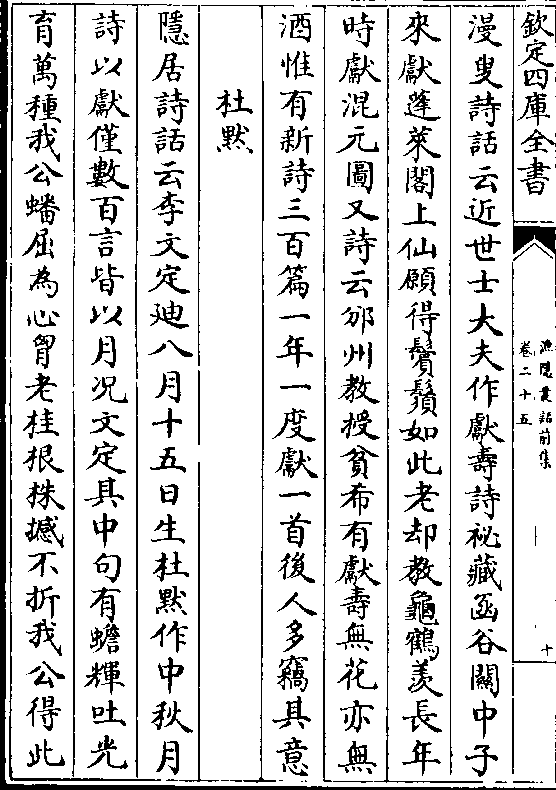 欽定四庫全書
漁隱叢話前集
卷二十五
十
漫叟詩話云近世士大夫作獻壽詩祕藏函谷關中子
來獻蓬萊閣上仙願得鬢鬚如此老却教龜鶴羨長年
時獻混元圖又詩云邠州教授貧希有獻壽無花亦無
酒惟有新詩三百篇一年一度獻一首後人多竊其意
杜默
隱居詩話云李文定廸八月十五日生杜默作中秋月
詩以獻僅數百言皆以月况文定其中句有蟾輝吐光
育萬種我公蟠屈為心胷老桂根株撼不折我公得此